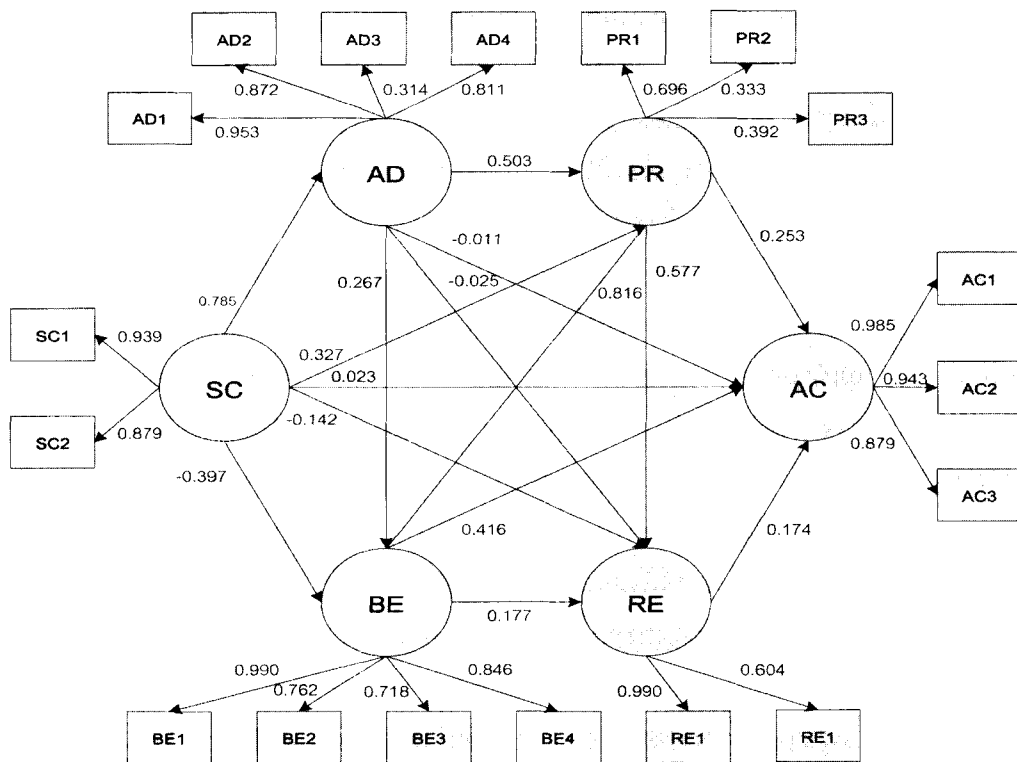 AD2
AD3
AD4
PR1
PR2
0.872
0.314
0.811
0.696
0.333
AD1
0.953
0.392
PR3
AD
0.503
PR
-0.011
0.253
0.267
-0.025
0.816
0.577
AC1
0.785
SC1
0.939
0.985
0.327
SC
0.023
AC
0.943
AC2
SC2
0.879
-0.142
0.879
-0.397
AC3
0.416
0.174
BE
0.177
RE
0.990
0.762
0.718
0.846
0.990
0.604
BE1
BE2
BE3
BE4
RE1
RE1